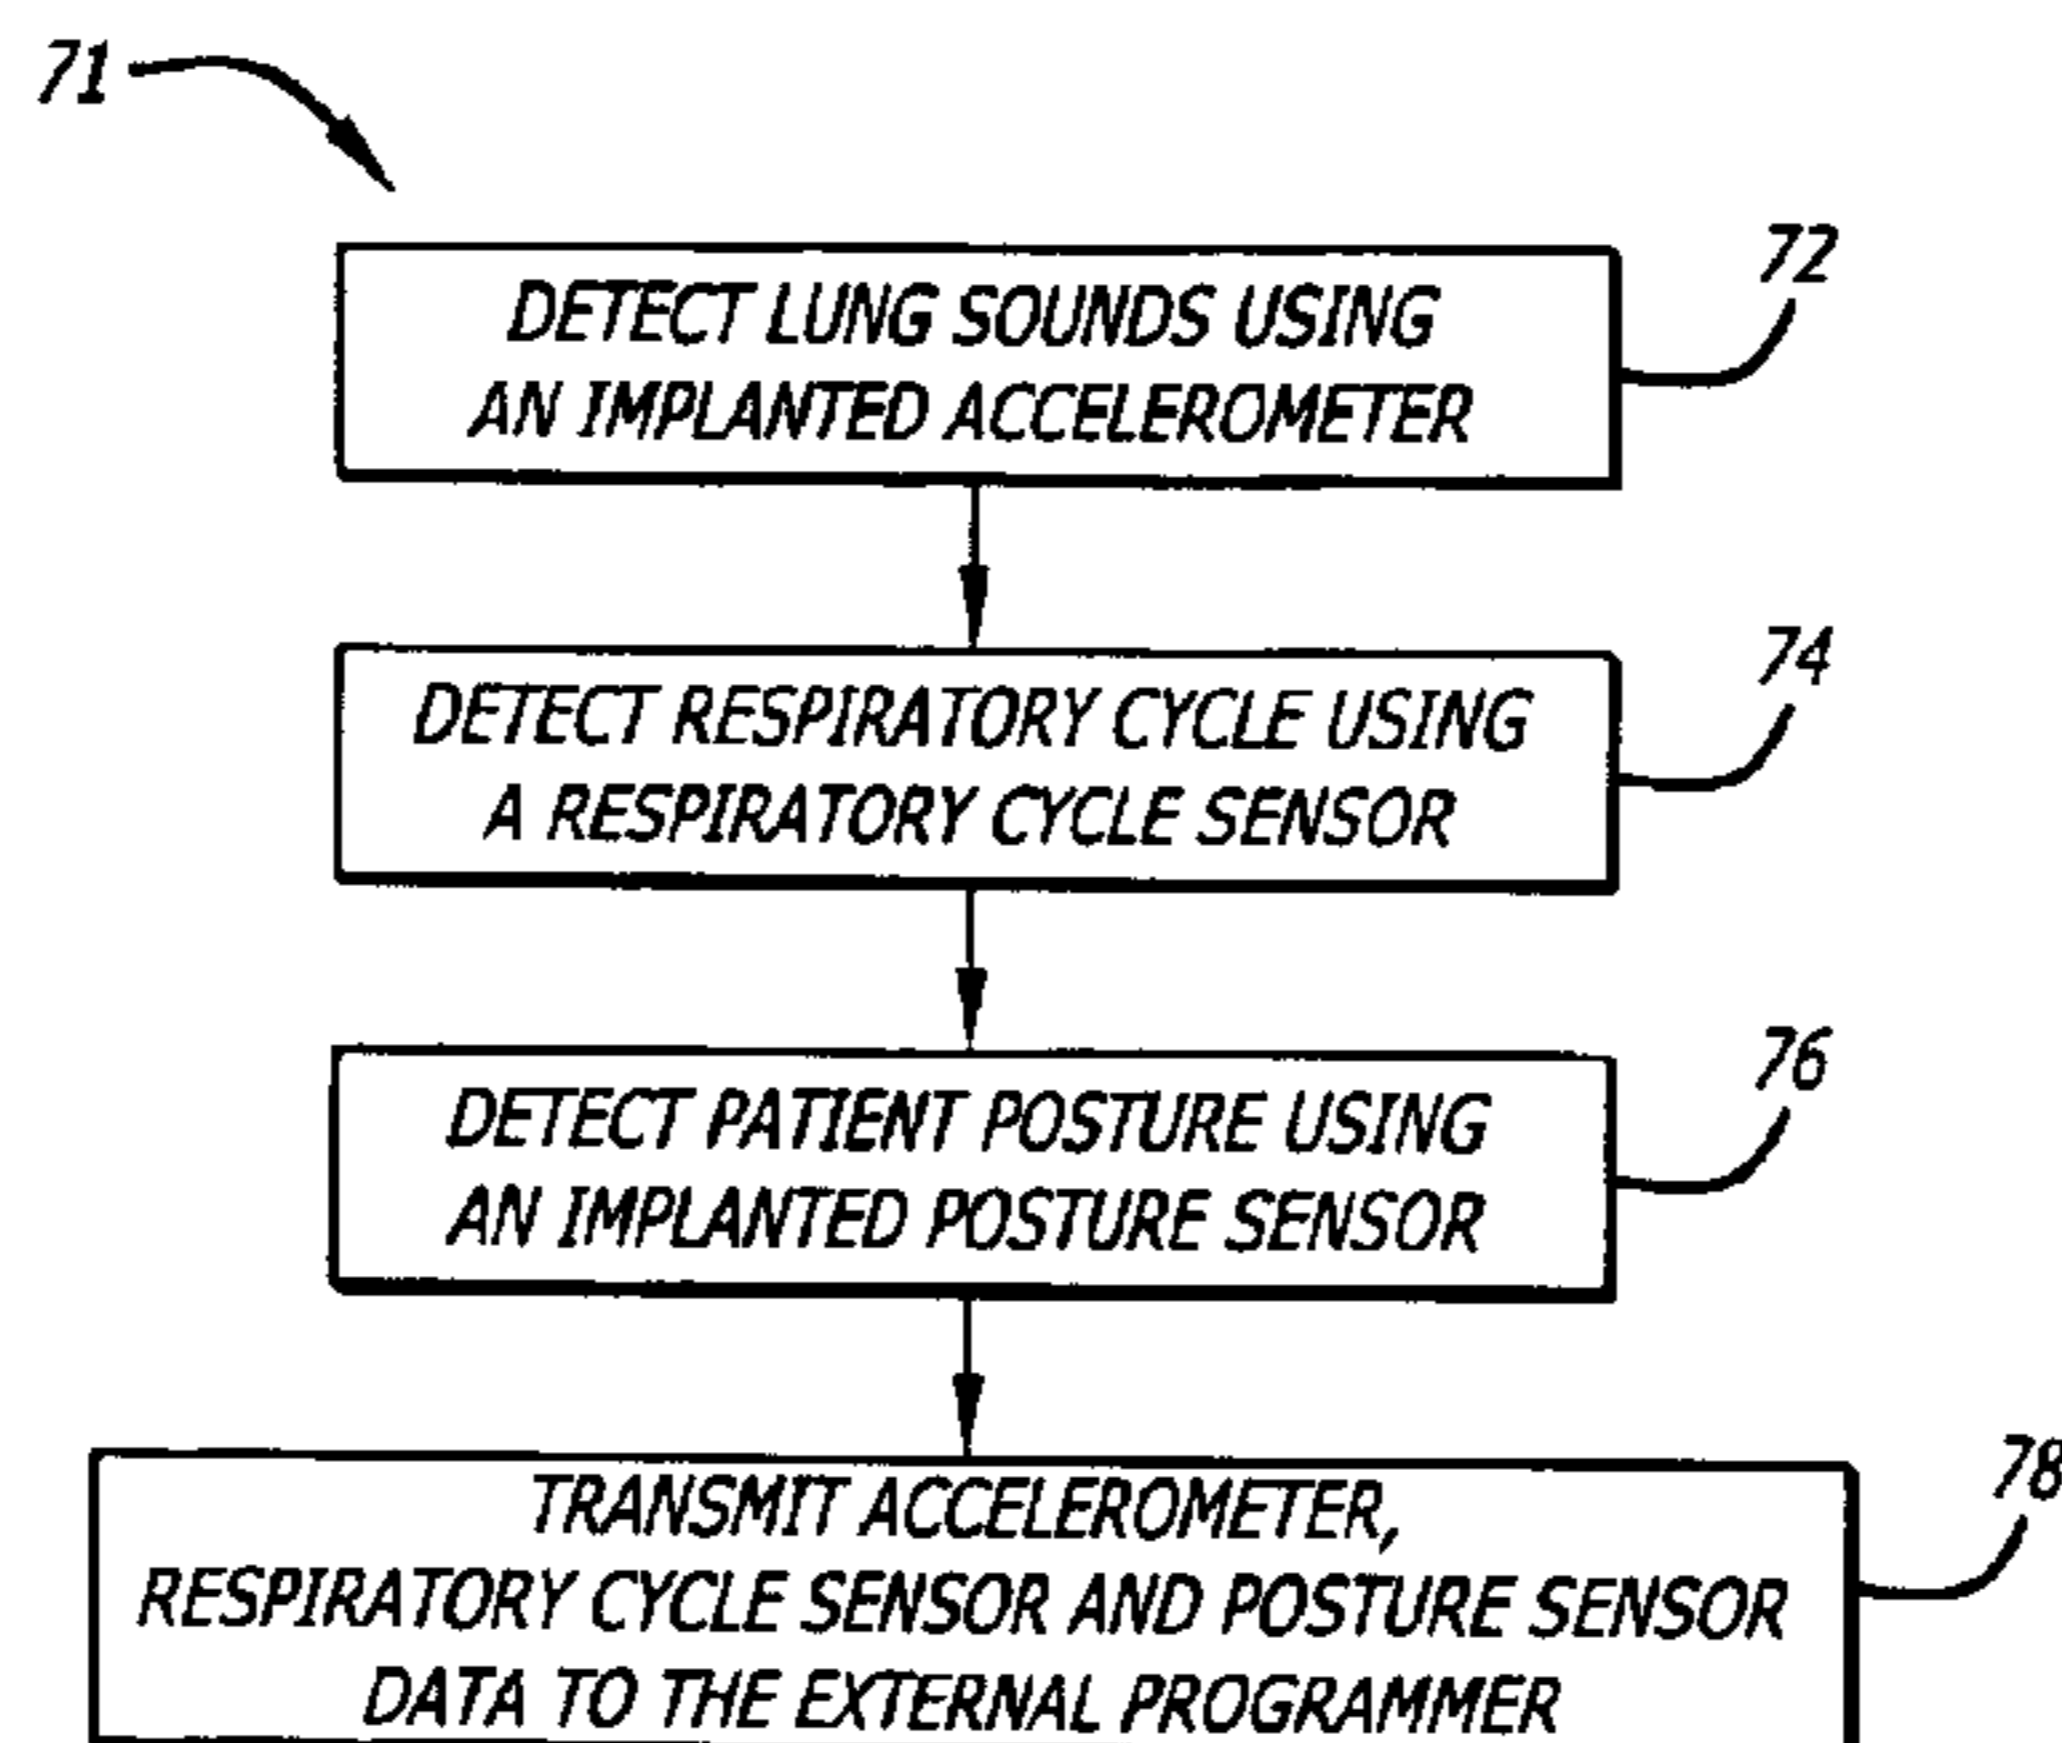 71
72
DETECT LUNG SOUNDS USING
AN IMPLANTED ACCELEROMETER
74
DETECT RESPIRATORY CYCLE USING
A RESPIRATORY CYCLE SENSOR
76
DETECT PATIENT POSTURE USING
AN IMPLANTED POSTURE SENSOR
78
TRANSMIT ACCELEROMETER,
RESPIRATORY CYCLE SENSOR AND POSTURE SENSOR
DATA TO THE EXTERNAL PROGRAMMER